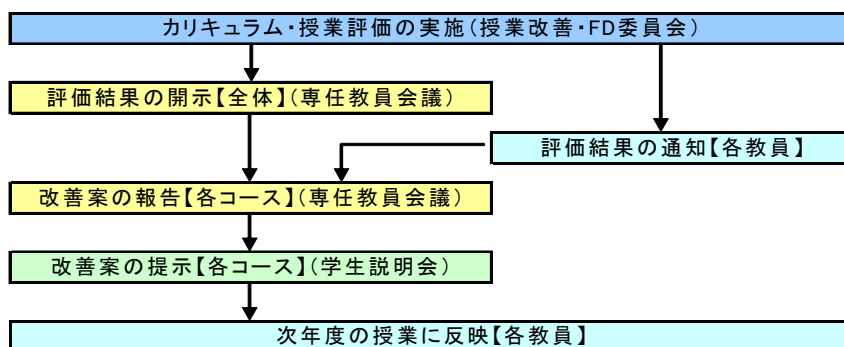 カリキュラム・授業評価の実施(授業改善・FD委員会)
評価結果の開示【全体】(専任教員会議)
評価結果の通知【各教員】
改善案の報告【各コース】(専任教員会議)
改善案の提示【各コース】(学生説明会)
次年度の授業に反映【各教員】